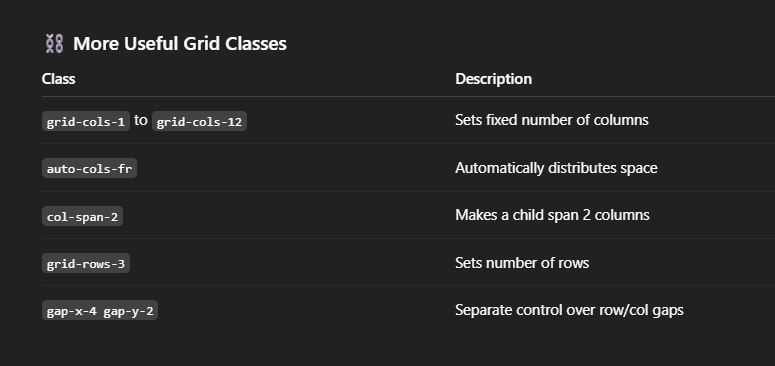 ⛓ More Useful Grid Classes
Class Description
grid-cols-1 to grid-cols-12 Sets fixed number of columns
auto-cols-fr Automatically distributes space
col-span-2 Makes a child span 2 columns
grid-rows-3 Sets number of rows
gap-x-4 gap-y-2 Separate control over row/col gaps